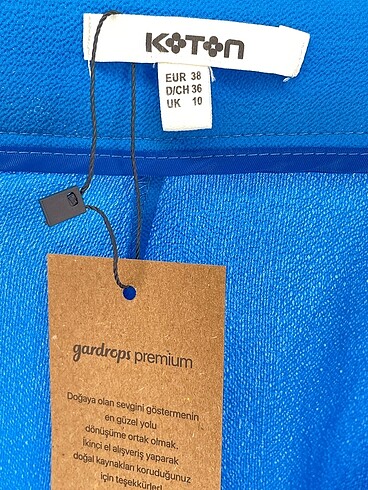 KOTON
EUR 38
D/CH 36
UK 10
gardrops premium
Doğaya olan sevgini göstermenin
en güzel yolu
dönüşüme ortak olmak,
İkinci el alışveriş yaparak
doğal kaynakları koruduğunuz
için teşekkürler!